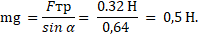 mg = Fтр / sin α = 0.32 Н / 0,64 = 0,5 Н.